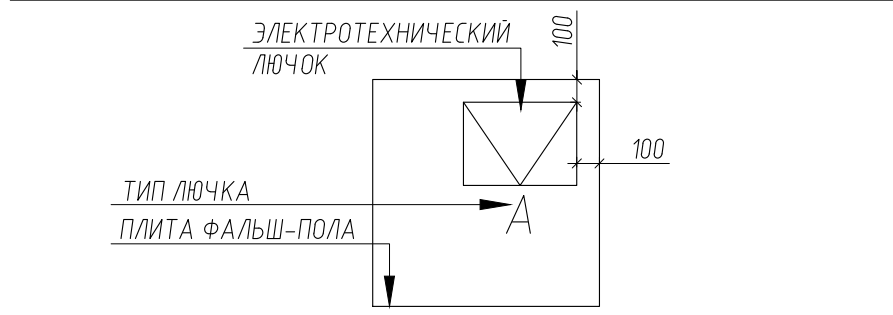 ЭЛЕКТРОТЕХНИЧЕСКИЙ
ЛЮЧОК
100
100
ТИП ЛЮЧКА
А
ПЛИТА ФАЛЬШ-ПОЛА